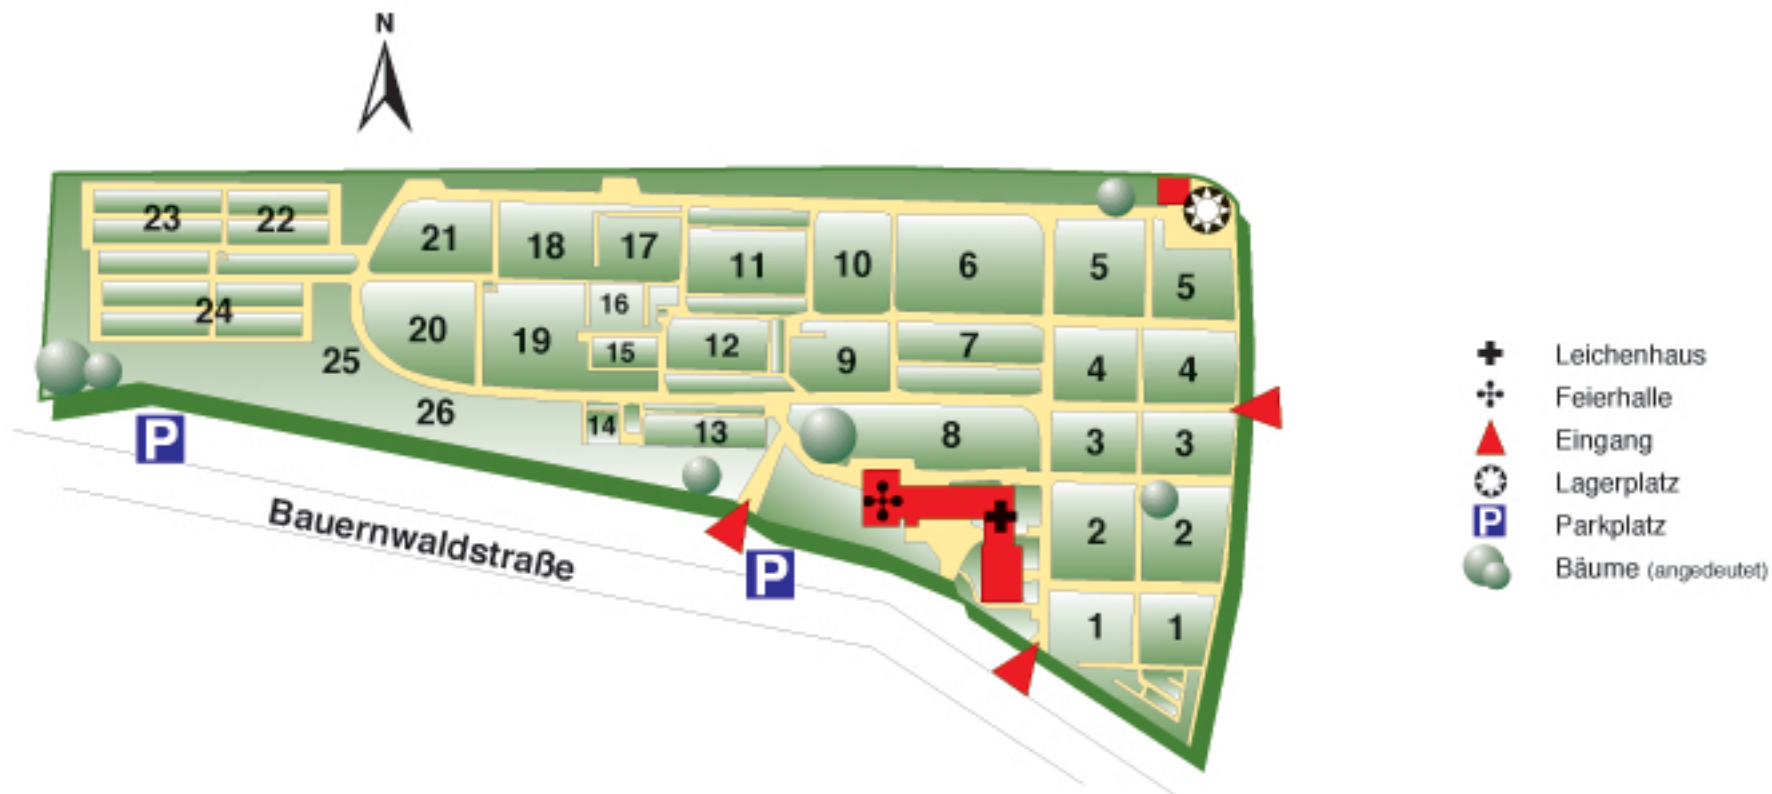 N
23 22 21 18 17 11 10 6 5 5
24 25 20 19 16 15 12 9 7 4 4
26 14 13 8 3 3
2 2
1 1
P
P
Bauernwaldstraße
Leichenhaus
Feierhalle
Eingang
Lagerplatz
P Parkplatz
Bäume (angedeutet)